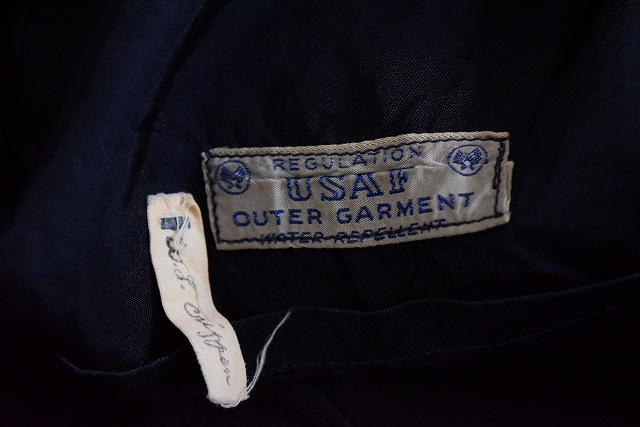 REGULATION
USAF
OUTER GARMENT
WATER REPELLENT